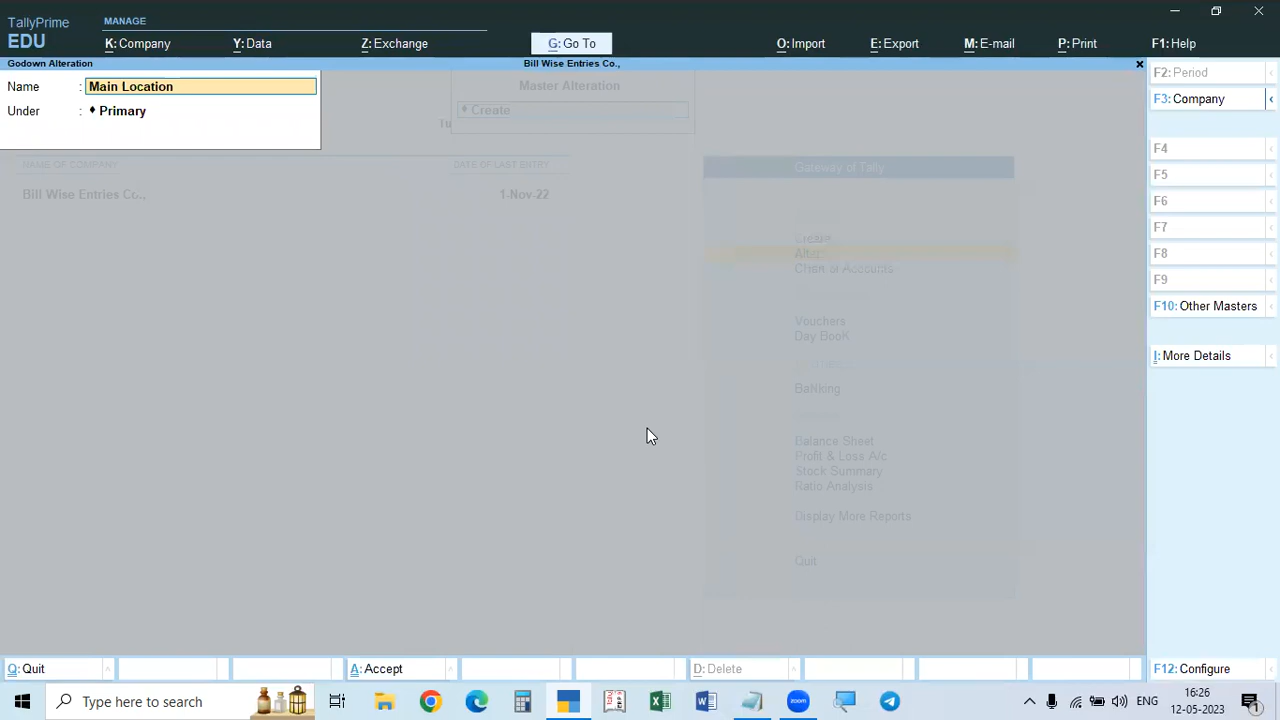 TallyPrime
EDU
MANAGE
K: Company
Y: Data
Z: Exchange
G: Go To
O: Import
E: Export
M: E-mail
P: Print
F1: Help
Godown Alteration
Bill Wise Entries Co.,
Name : Main Location
Under : ♦ Primary
Master Alteration
♦ Create
NAME OF COMPANY
DATE OF LAST ENTRY
Bill Wise Entries Co.,
1-Nov-22
Gateway of Tally
Create
Alter
Chart of Accounts
Vouchers
Day Book
Banking
Balance Sheet
Profit & Loss A/c
Stock Summary
Ratio Analysis
Display More Reports
Quit
F2: Period
F3: Company
F4
F5
F6
F7
F8
F9
F10: Other Masters
I: More Details
Q: Quit
A: Accept
D: Delete
F12: Configure
Type here to search
zoom
ENG
16:26
12-05-2023